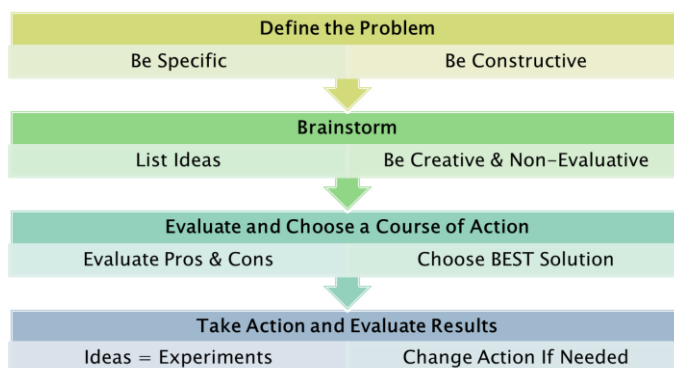 Define the Problem
Be Specific
Be Constructive
Brainstorm
List Ideas
Be Creative & Non-Evaluative
Evaluate and Choose a Course of Action
Evaluate Pros & Cons
Choose BEST Solution
Take Action and Evaluate Results
Ideas = Experiments
Change Action If Needed